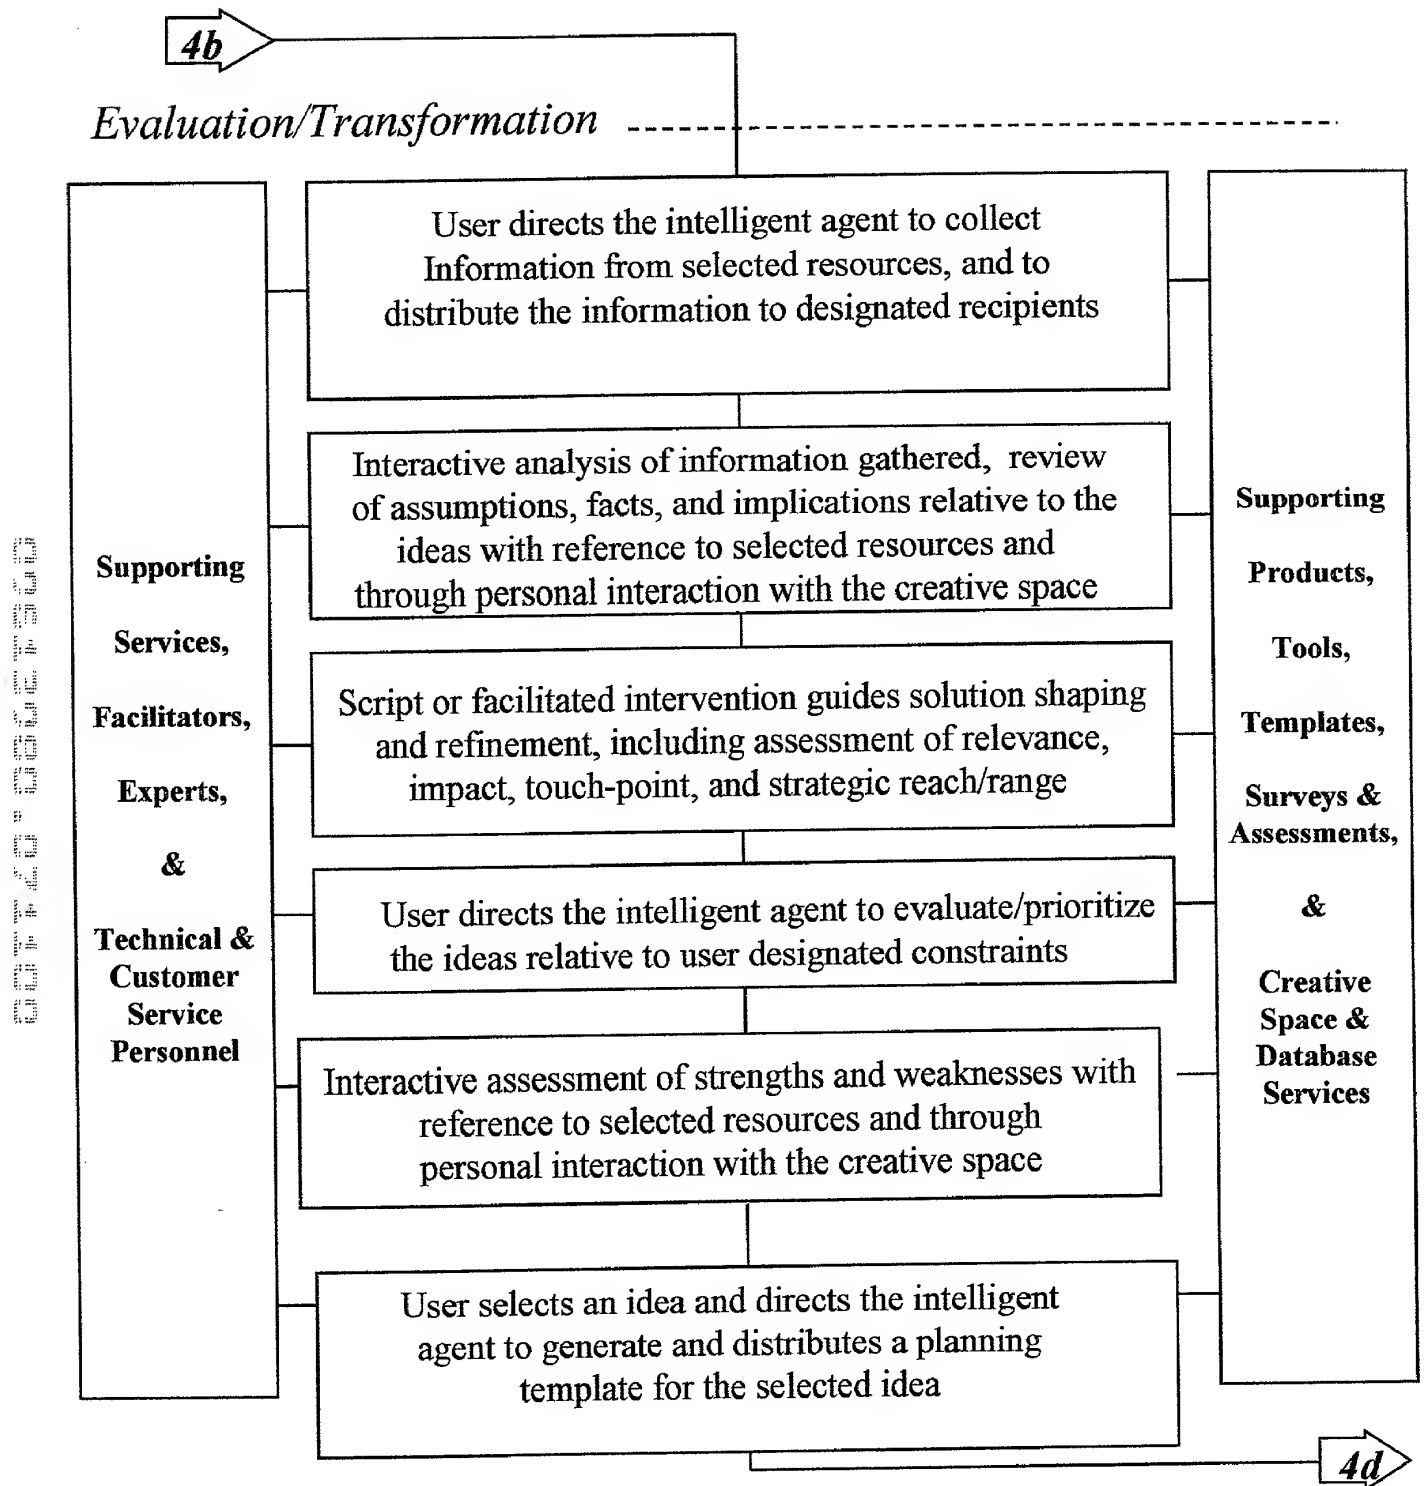 4b
Evaluation/Transformation
User directs the intelligent agent to collect
Information from selected resources, and to
distribute the information to designated recipients
Interactive analysis of information gathered, review
of assumptions, facts, and implications relative to the
ideas with reference to selected resources and
through personal interaction with the creative space
Script or facilitated intervention guides solution shaping
and refinement, including assessment of relevance,
impact, touch-point, and strategic reach/range
User directs the intelligent agent to evaluate/prioritize
the ideas relative to user designated constraints
Interactive assessment of strengths and weaknesses with
reference to selected resources and through
personal interaction with the creative space
User selects an idea and directs the intelligent
agent to generate and distributes a planning
template for the selected idea
Supporting
Services,
Facilitators,
Experts,
&
Technical &
Customer
Service
Personnel
Supporting
Products,
Tools,
Templates,
Surveys &
Assessments,
&
Creative
Space &
Database
Services
4d